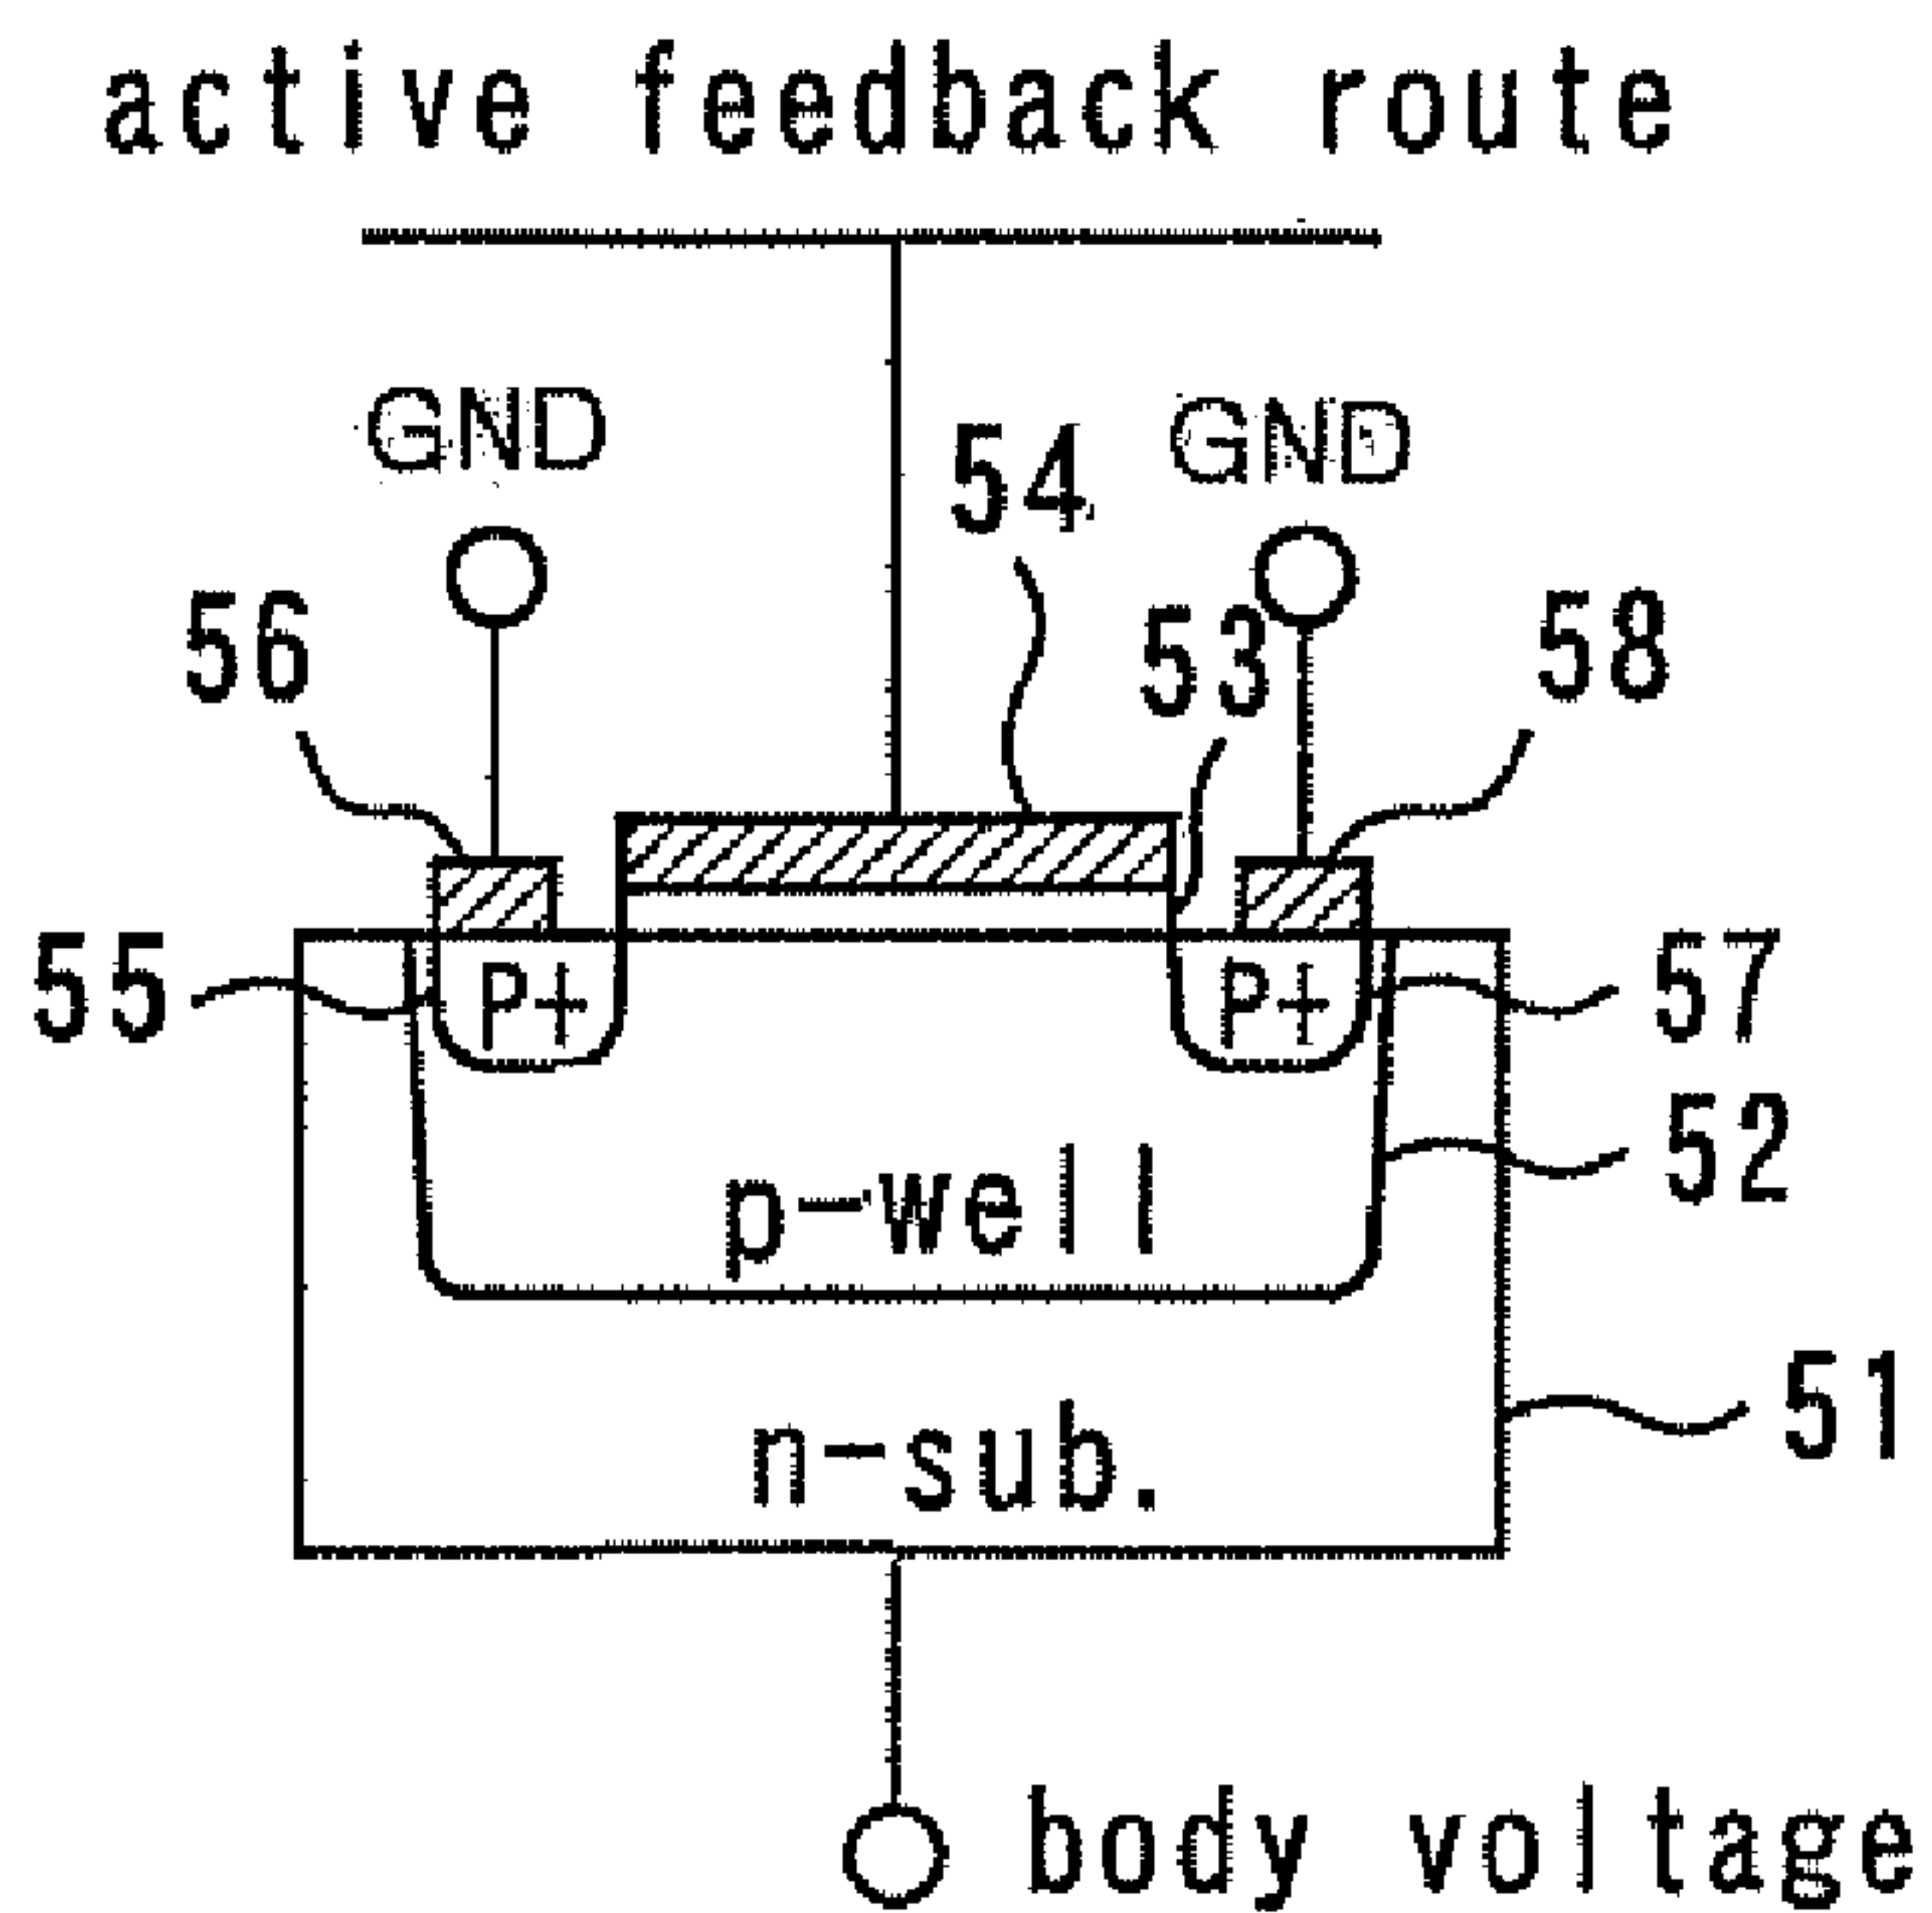 active feedback route
GND
54
GND
56
53
58
55
P+
P+
57
p-well
52
n-sub.
51
body voltage